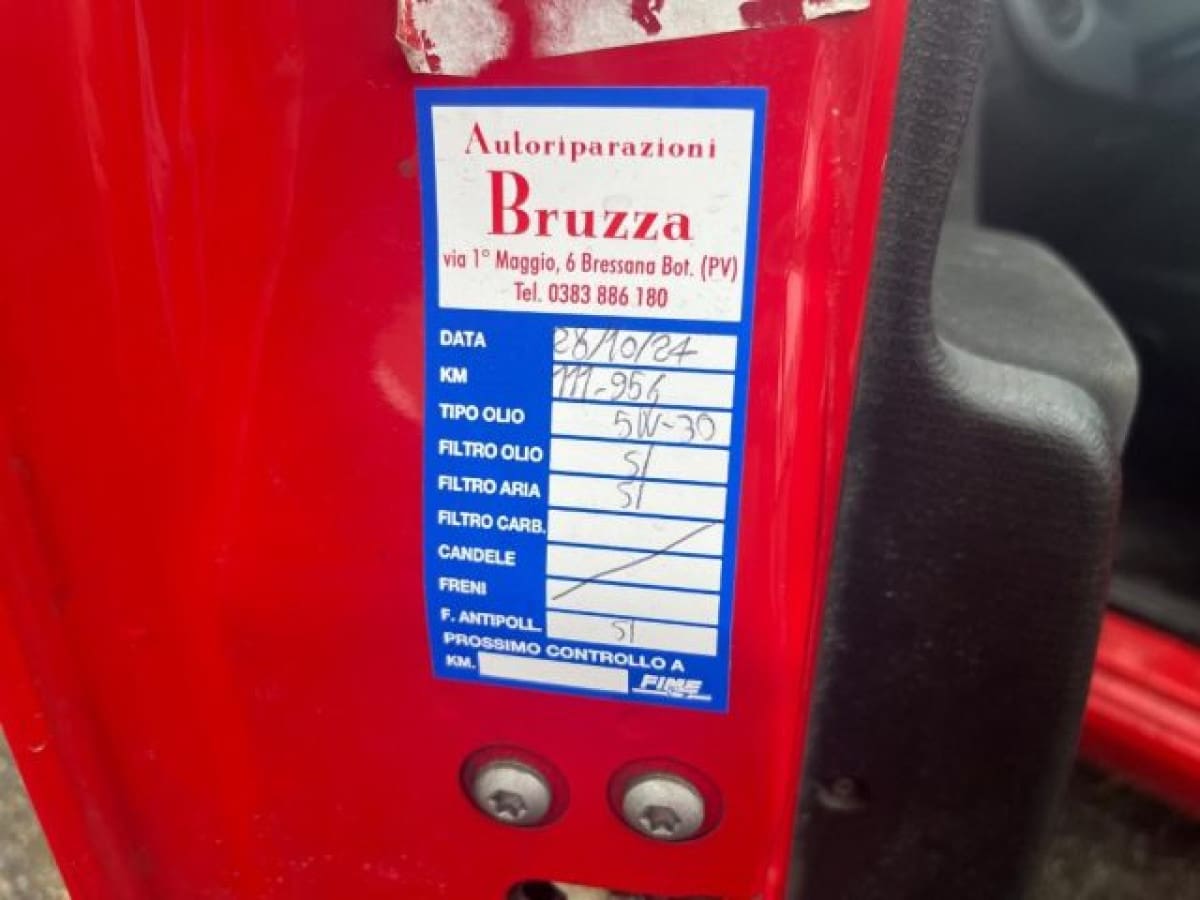 Autoriparazioni
Bruzza
via 1° Maggio, 6 Bressana Bot. (PV)
Tel. 0383 886 180
DATA 28/10/24
KM 111-956
TIPO OLIO 5W-30
FILTRO OLIO SI
FILTRO ARIA SI
FILTRO CARB.
CANDELE
FRENI
F. ANTIPOLL. SI
PROSSIMO CONTROLLO A
KM. FIME